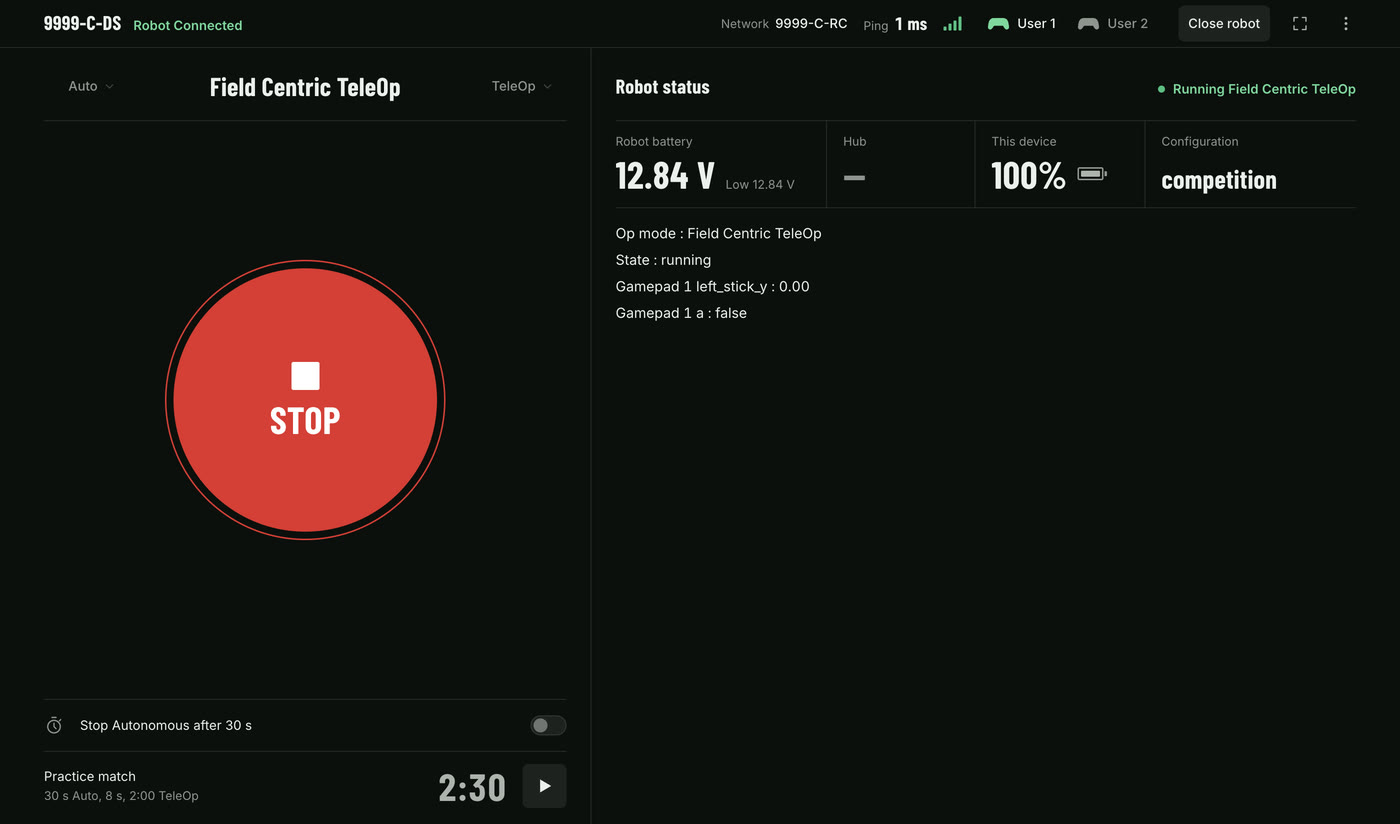 9999-C-DS Robot Connected
Network 9999-C-RC Ping 1 ms User 1 User 2 Close robot
Auto Field Centric TeleOp TeleOp
STOP
Stop Autonomous after 30 s
Practice match
30 s Auto, 8 s, 2:00 TeleOp
2:30
Robot status Running Field Centric TeleOp
Robot battery Hub This device Configuration
12.84 V Low 12.84 V — 100% competition
Op mode : Field Centric TeleOp
State : running
Gamepad 1 left_stick_y : 0.00
Gamepad 1 a : false